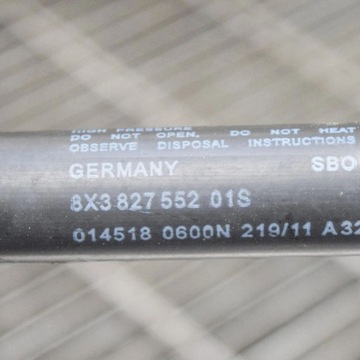 HIGH PRESSURE
DO NOT OPEN. DO NOT HEAT
OBSERVE DISPOSAL INSTRUCTIONS
GERMANY SBO
8X3 827 552 01S
014518 0600N 219/11 A32